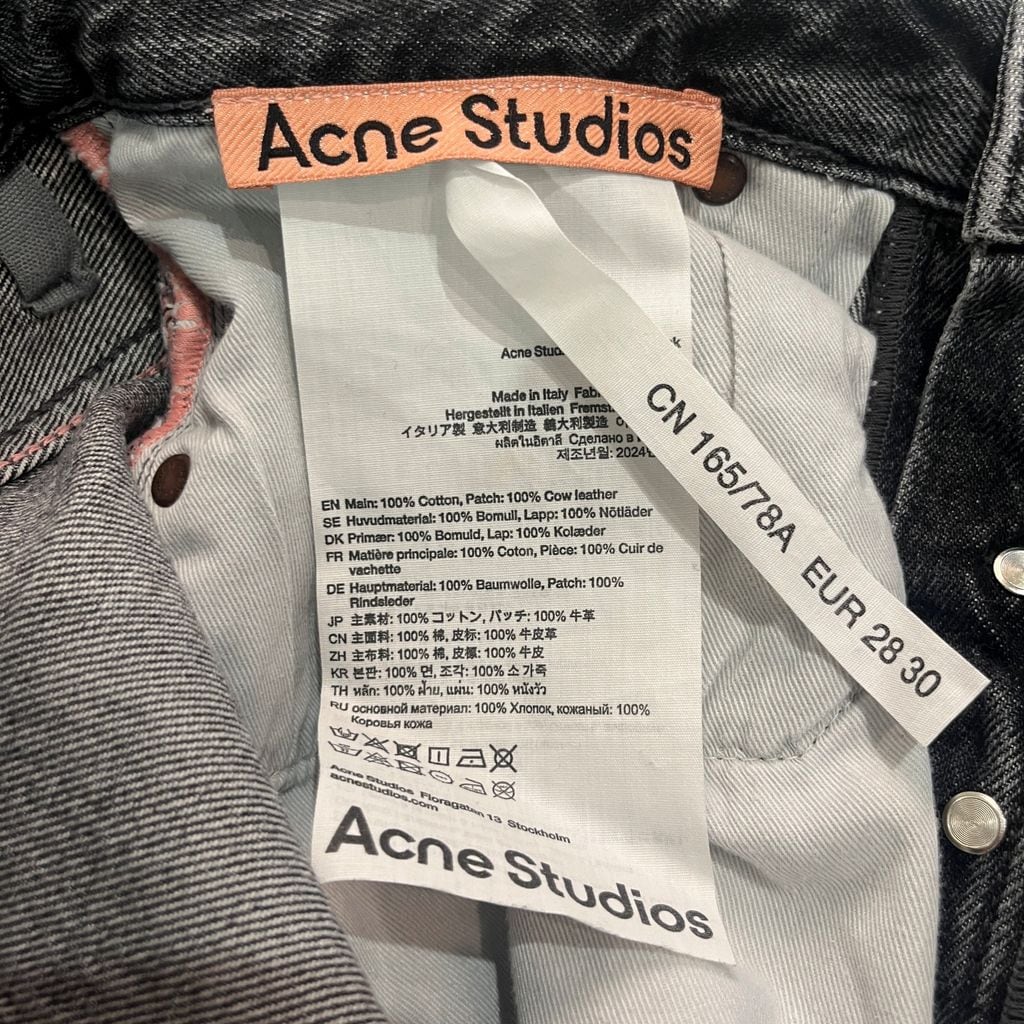 Acne Studios
Acne
Made in Italy
Hergestellt in Italien
イタリア製 意大利制造 義大利製造
ผลิตในอิตาลี Сделано в
제조년월:
CN 165/78A EUR 28 30
EN Main: 100% Cotton, Patch: 100% Cow leather
SE Huvudmaterial: 100% Bomull, Lapp: 100% Nötläder
DK Primær: 100% Bomuld, Lap: 100% Kolæder
FR Matière principale: 100% Coton, Pièce: 100% Cuir de
vachette
DE Hauptmaterial: 100% Baumwolle, Patch: 100%
Rindsleder
JP 主素材: 100% コットン, パッチ: 100% 牛革
CN 主面料: 100% 棉, 皮标: 100% 牛皮革
ZH 主布料: 100% 棉, 皮標: 100% 牛皮
KR 본판: 100% 면, 조각: 100% 소 가죽
TH หลัก: 100% ฝ้าย, แผ่น: 100% หนังวัว
RU основной материал: 100% Хлопок, кожаный: 100%
Коровья кожа
Acne Studios Floragatan 13 Stockholm
acnestudios.com
Acne Studios